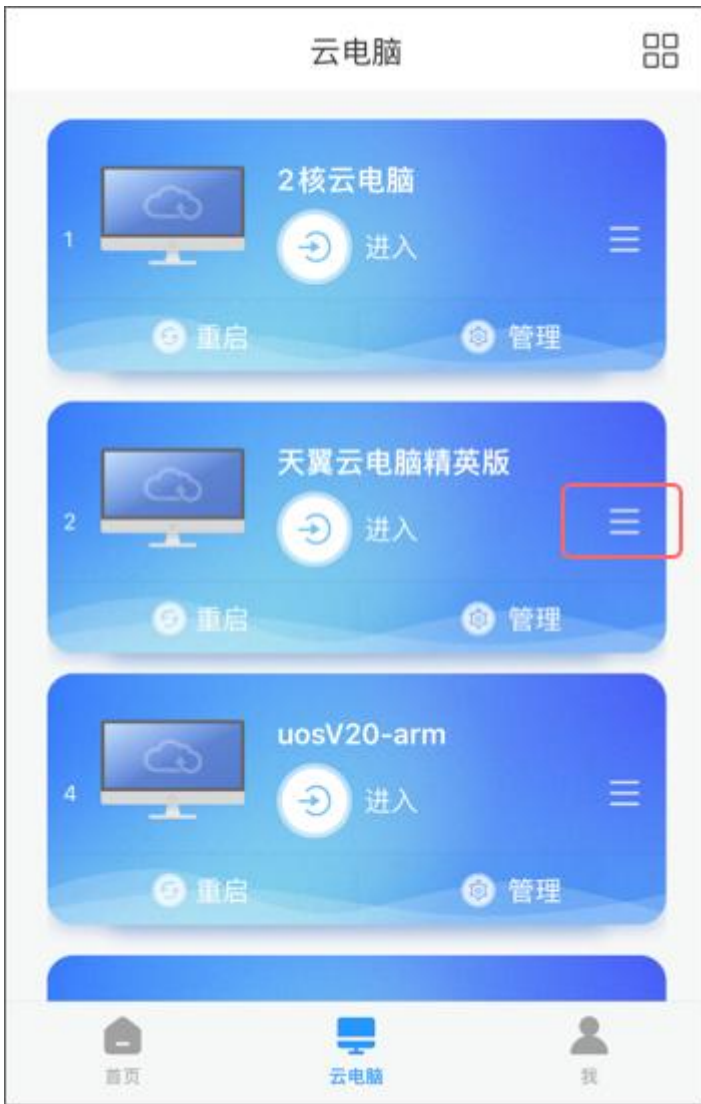 云电脑
2核云电脑
1
进入
重启
管理
天翼云电脑精英版
2
进入
重启
管理
uosV20-arm
4
进入
重启
管理
首页
云电脑
我